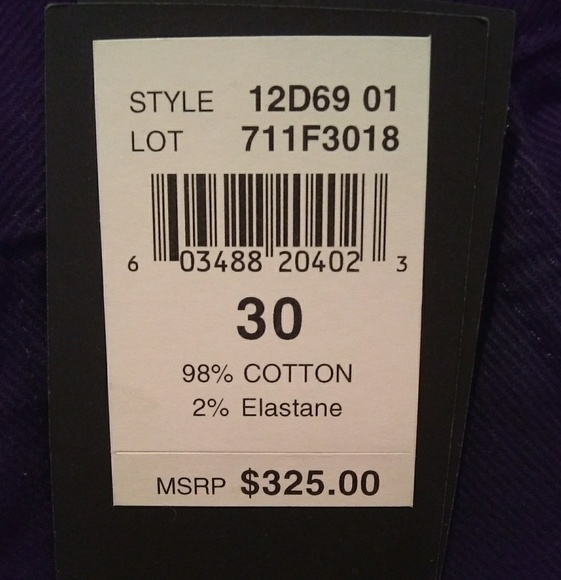 STYLE 12D69 01
LOT 711F3018
6 03488 20402 3
30
98% COTTON
2% Elastane
MSRP $325.00